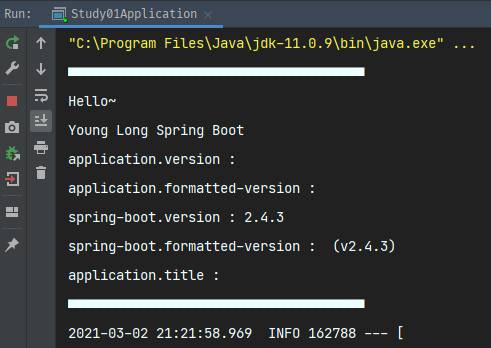 Run: Study01Application
"C:\Program Files\Java\jdk-11.0.9\bin\java.exe" ...
Hello~
Young Long Spring Boot
application.version :
application.formatted-version :
spring-boot.version : 2.4.3
spring-boot.formatted-version :  (v2.4.3)
application.title :
2021-03-02 21:21:58.969  INFO 162788 --- [